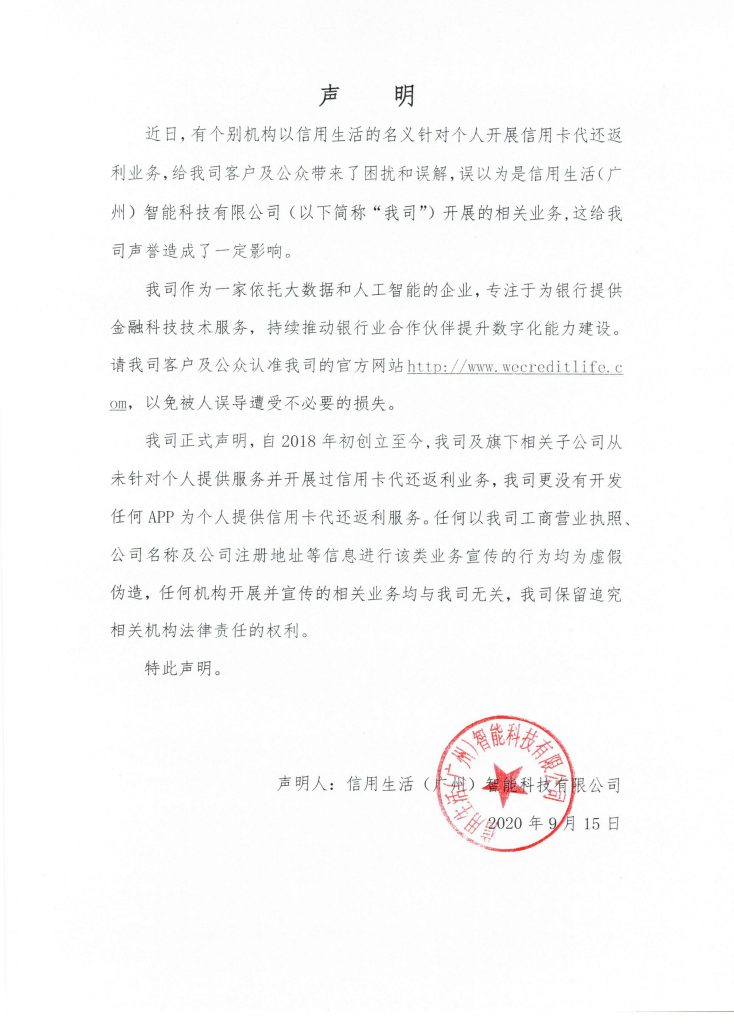 声 明
近日，有个别机构以信用生活的名义针对个人开展信用卡代还返
利业务，给我司客户及公众带来了困扰和误解，误以为是信用生活（广
州）智能科技有限公司（以下简称“我司”）开展的相关业务，这给我
司声誉造成了一定影响。
我司作为一家依托大数据和人工智能的企业，专注于为银行提供
金融科技技术服务，持续推动银行业合作伙伴提升数字化能力建设。
请我司客户及公众认准我司的官方网站http://www.wecreditlife.c
om，以免被人误导遭受不必要的损失。
我司正式声明，自2018年初创立至今，我司及旗下相关子公司从
未针对个人提供服务并开展过信用卡代还返利业务，我司更没有开发
任何APP为个人提供信用卡代还返利服务。任何以我司工商营业执照、
公司名称及公司注册地址等信息进行该类业务宣传的行为均为虚假
伪造，任何机构开展并宣传的相关业务均与我司无关，我司保留追究
相关机构法律责任的权利。
特此声明。
信用生活（广州）智能科技有限公司
声明人：信用生活（广州）智能科技有限公司
2020年9月15日